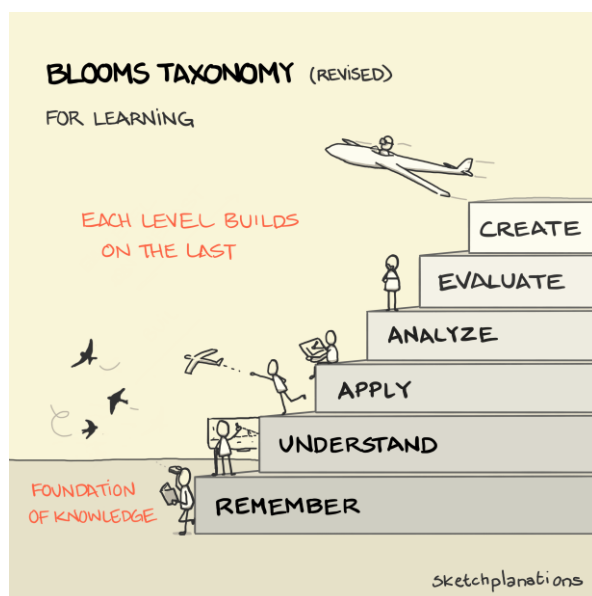 BLOOMS TAXONOMY (REVISED)
FOR LEARNING
EACH LEVEL BUILDS
ON THE LAST
CREATE
EVALUATE
ANALYZE
APPLY
UNDERSTAND
REMEMBER
FOUNDATION
OF KNOWLEDGE
sketchplanations